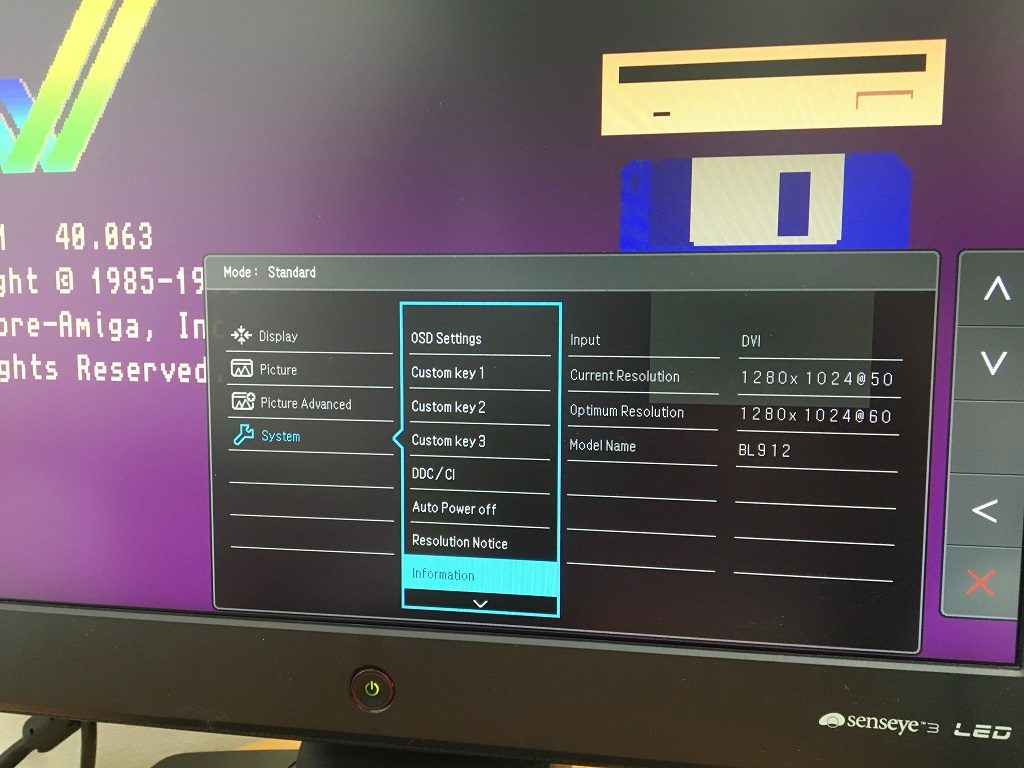 40.063
ght © 1985-19
ore-Amiga, In
ghts Reserved
Mode: Standard
Display
Picture
Picture Advanced
System
OSD Settings
Custom key 1
Custom key 2
Custom key 3
DDC/CI
Auto Power off
Resolution Notice
Information
Input DVI
Current Resolution 1280x1024@50
Optimum Resolution 1280x1024@60
Model Name BL912
senseye™3 LED